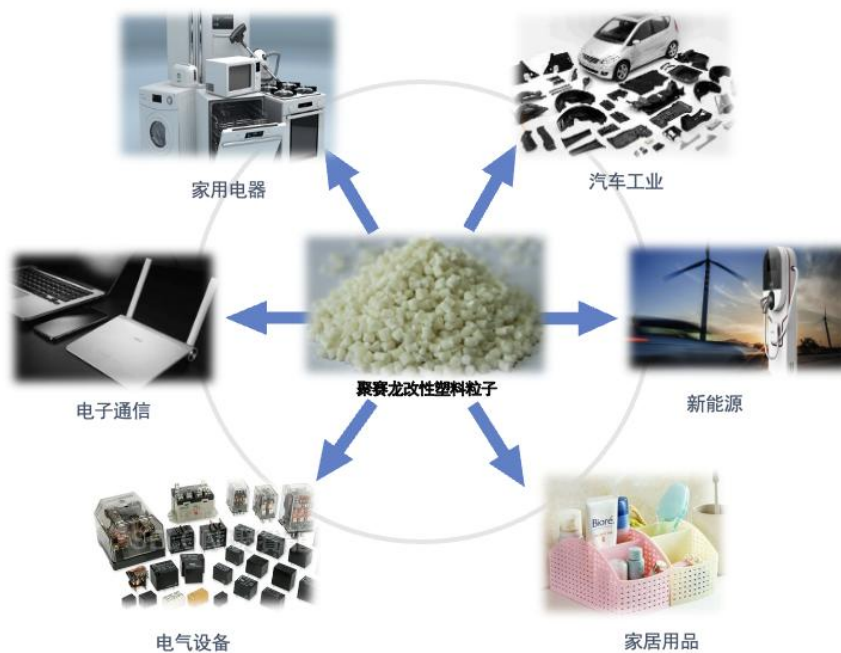 家用电器
汽车工业
聚赛龙改性塑料粒子
电子通信
新能源
Bioré
电气设备
家居用品